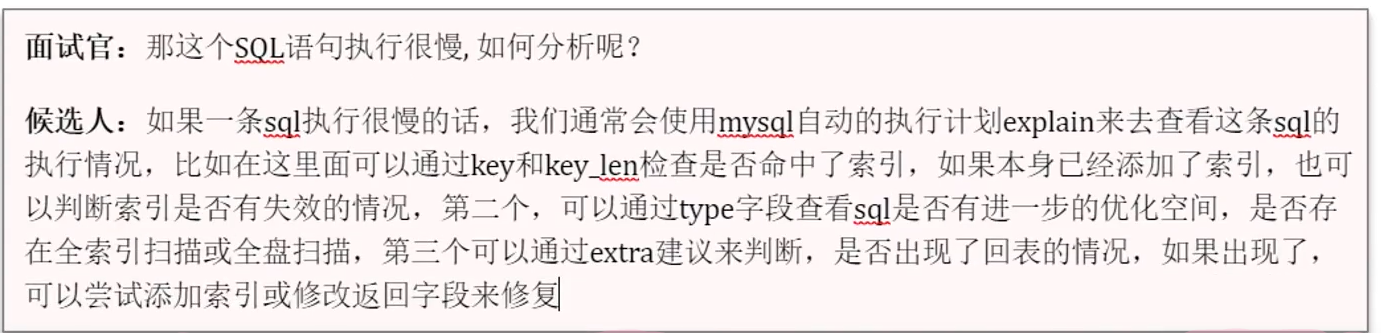 面试官：那这个SQL语句执行很慢, 如何分析呢？
候选人：如果一条sql执行很慢的话，我们通常会使用mysql自动的执行计划explain来去查看这条sql的
执行情况，比如在这里面可以通过key和key_len检查是否命中了索引，如果本身已经添加了索引，也可
以判断索引是否有失效的情况，第二个，可以通过type字段查看sql是否有进一步的优化空间，是否存
在全索引扫描或全盘扫描，第三个可以通过extra建议来判断，是否出现了回表的情况，如果出现了，
可以尝试添加索引或修改返回字段来修复